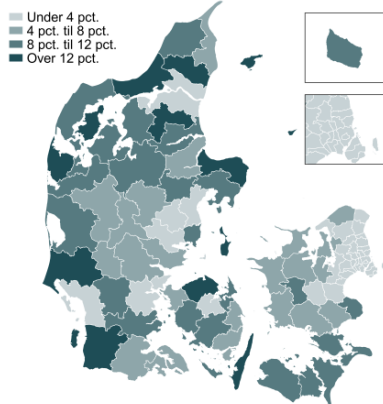 Under 4 pct.
4 pct. til 8 pct.
8 pct. til 12 pct.
Over 12 pct.